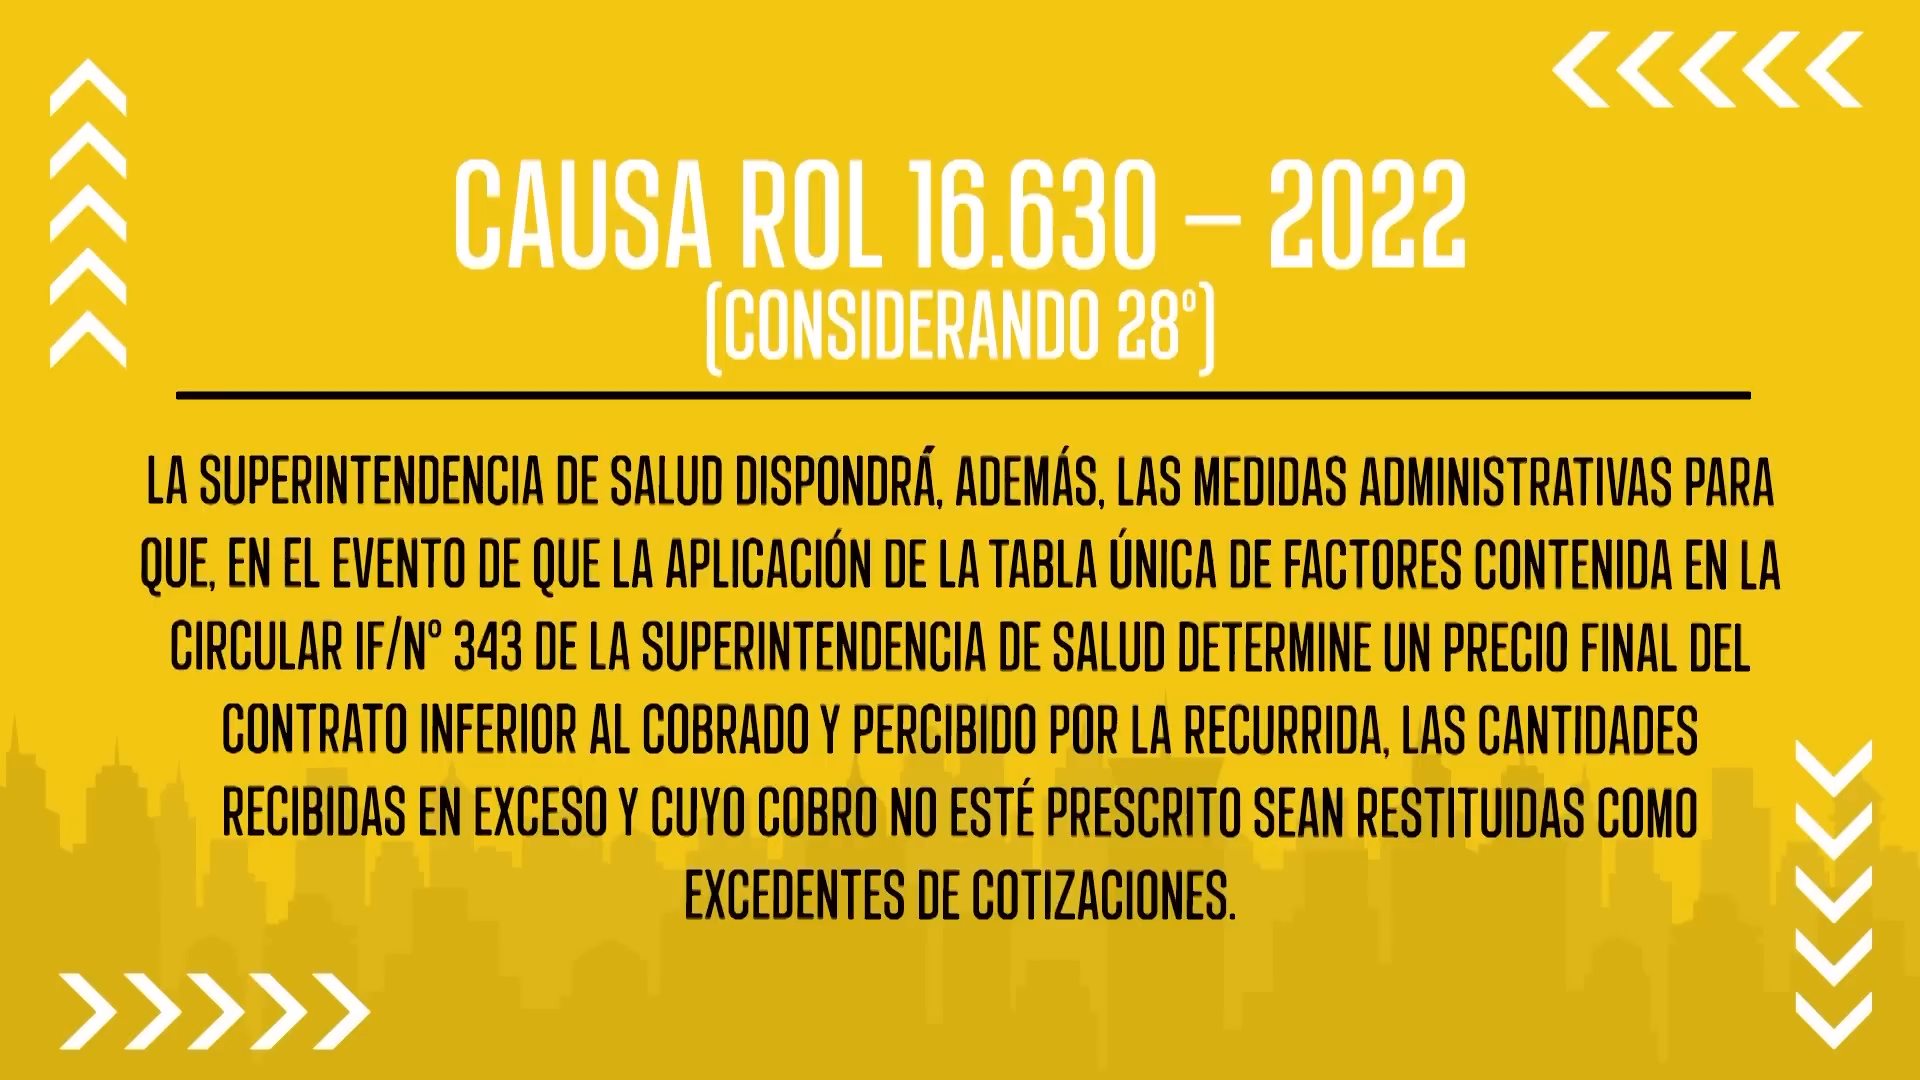 CAUSA ROL 16.630 – 2022
(CONSIDERANDO 28º)
LA SUPERINTENDENCIA DE SALUD DISPONDRÁ, ADEMÁS, LAS MEDIDAS ADMINISTRATIVAS PARA
QUE, EN EL EVENTO DE QUE LA APLICACIÓN DE LA TABLA ÚNICA DE FACTORES CONTENIDA EN LA
CIRCULAR IF/Nº 343 DE LA SUPERINTENDENCIA DE SALUD DETERMINE UN PRECIO FINAL DEL
CONTRATO INFERIOR AL COBRADO Y PERCIBIDO POR LA RECURRIDA, LAS CANTIDADES
RECIBIDAS EN EXCESO Y CUYO COBRO NO ESTÉ PRESCRITO SEAN RESTITUIDAS COMO
EXCEDENTES DE COTIZACIONES.